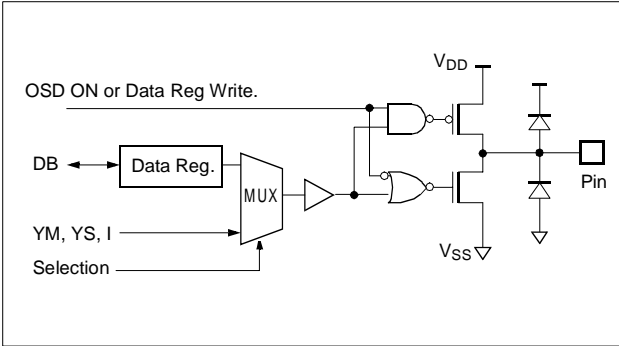 V_DD
OSD ON or Data Reg Write.
DB
Data Reg.
MUX
Pin
YM, YS, I
V_SS
Selection